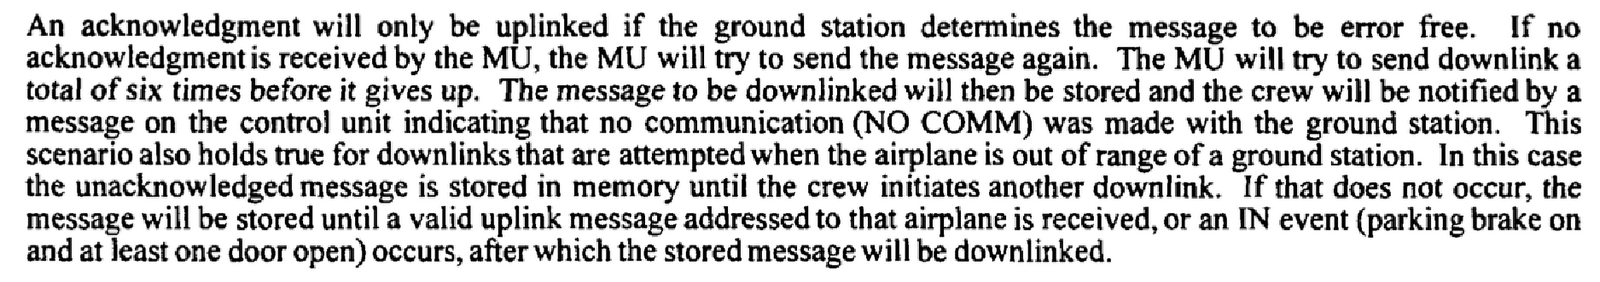 An acknowledgment will only be uplinked if the ground station determines the message to be error free. If no
acknowledgment is received by the MU, the MU will try to send the message again. The MU will try to send downlink a
total of six times before it gives up. The message to be downlinked will then be stored and the crew will be notified by a
message on the control unit indicating that no communication (NO COMM) was made with the ground station. This
scenario also holds true for downlinks that are attempted when the airplane is out of range of a ground station. In this case
the unacknowledged message is stored in memory until the crew initiates another downlink. If that does not occur, the
message will be stored until a valid uplink message addressed to that airplane is received, or an IN event (parking brake on
and at least one door open) occurs, after which the stored message will be downlinked.